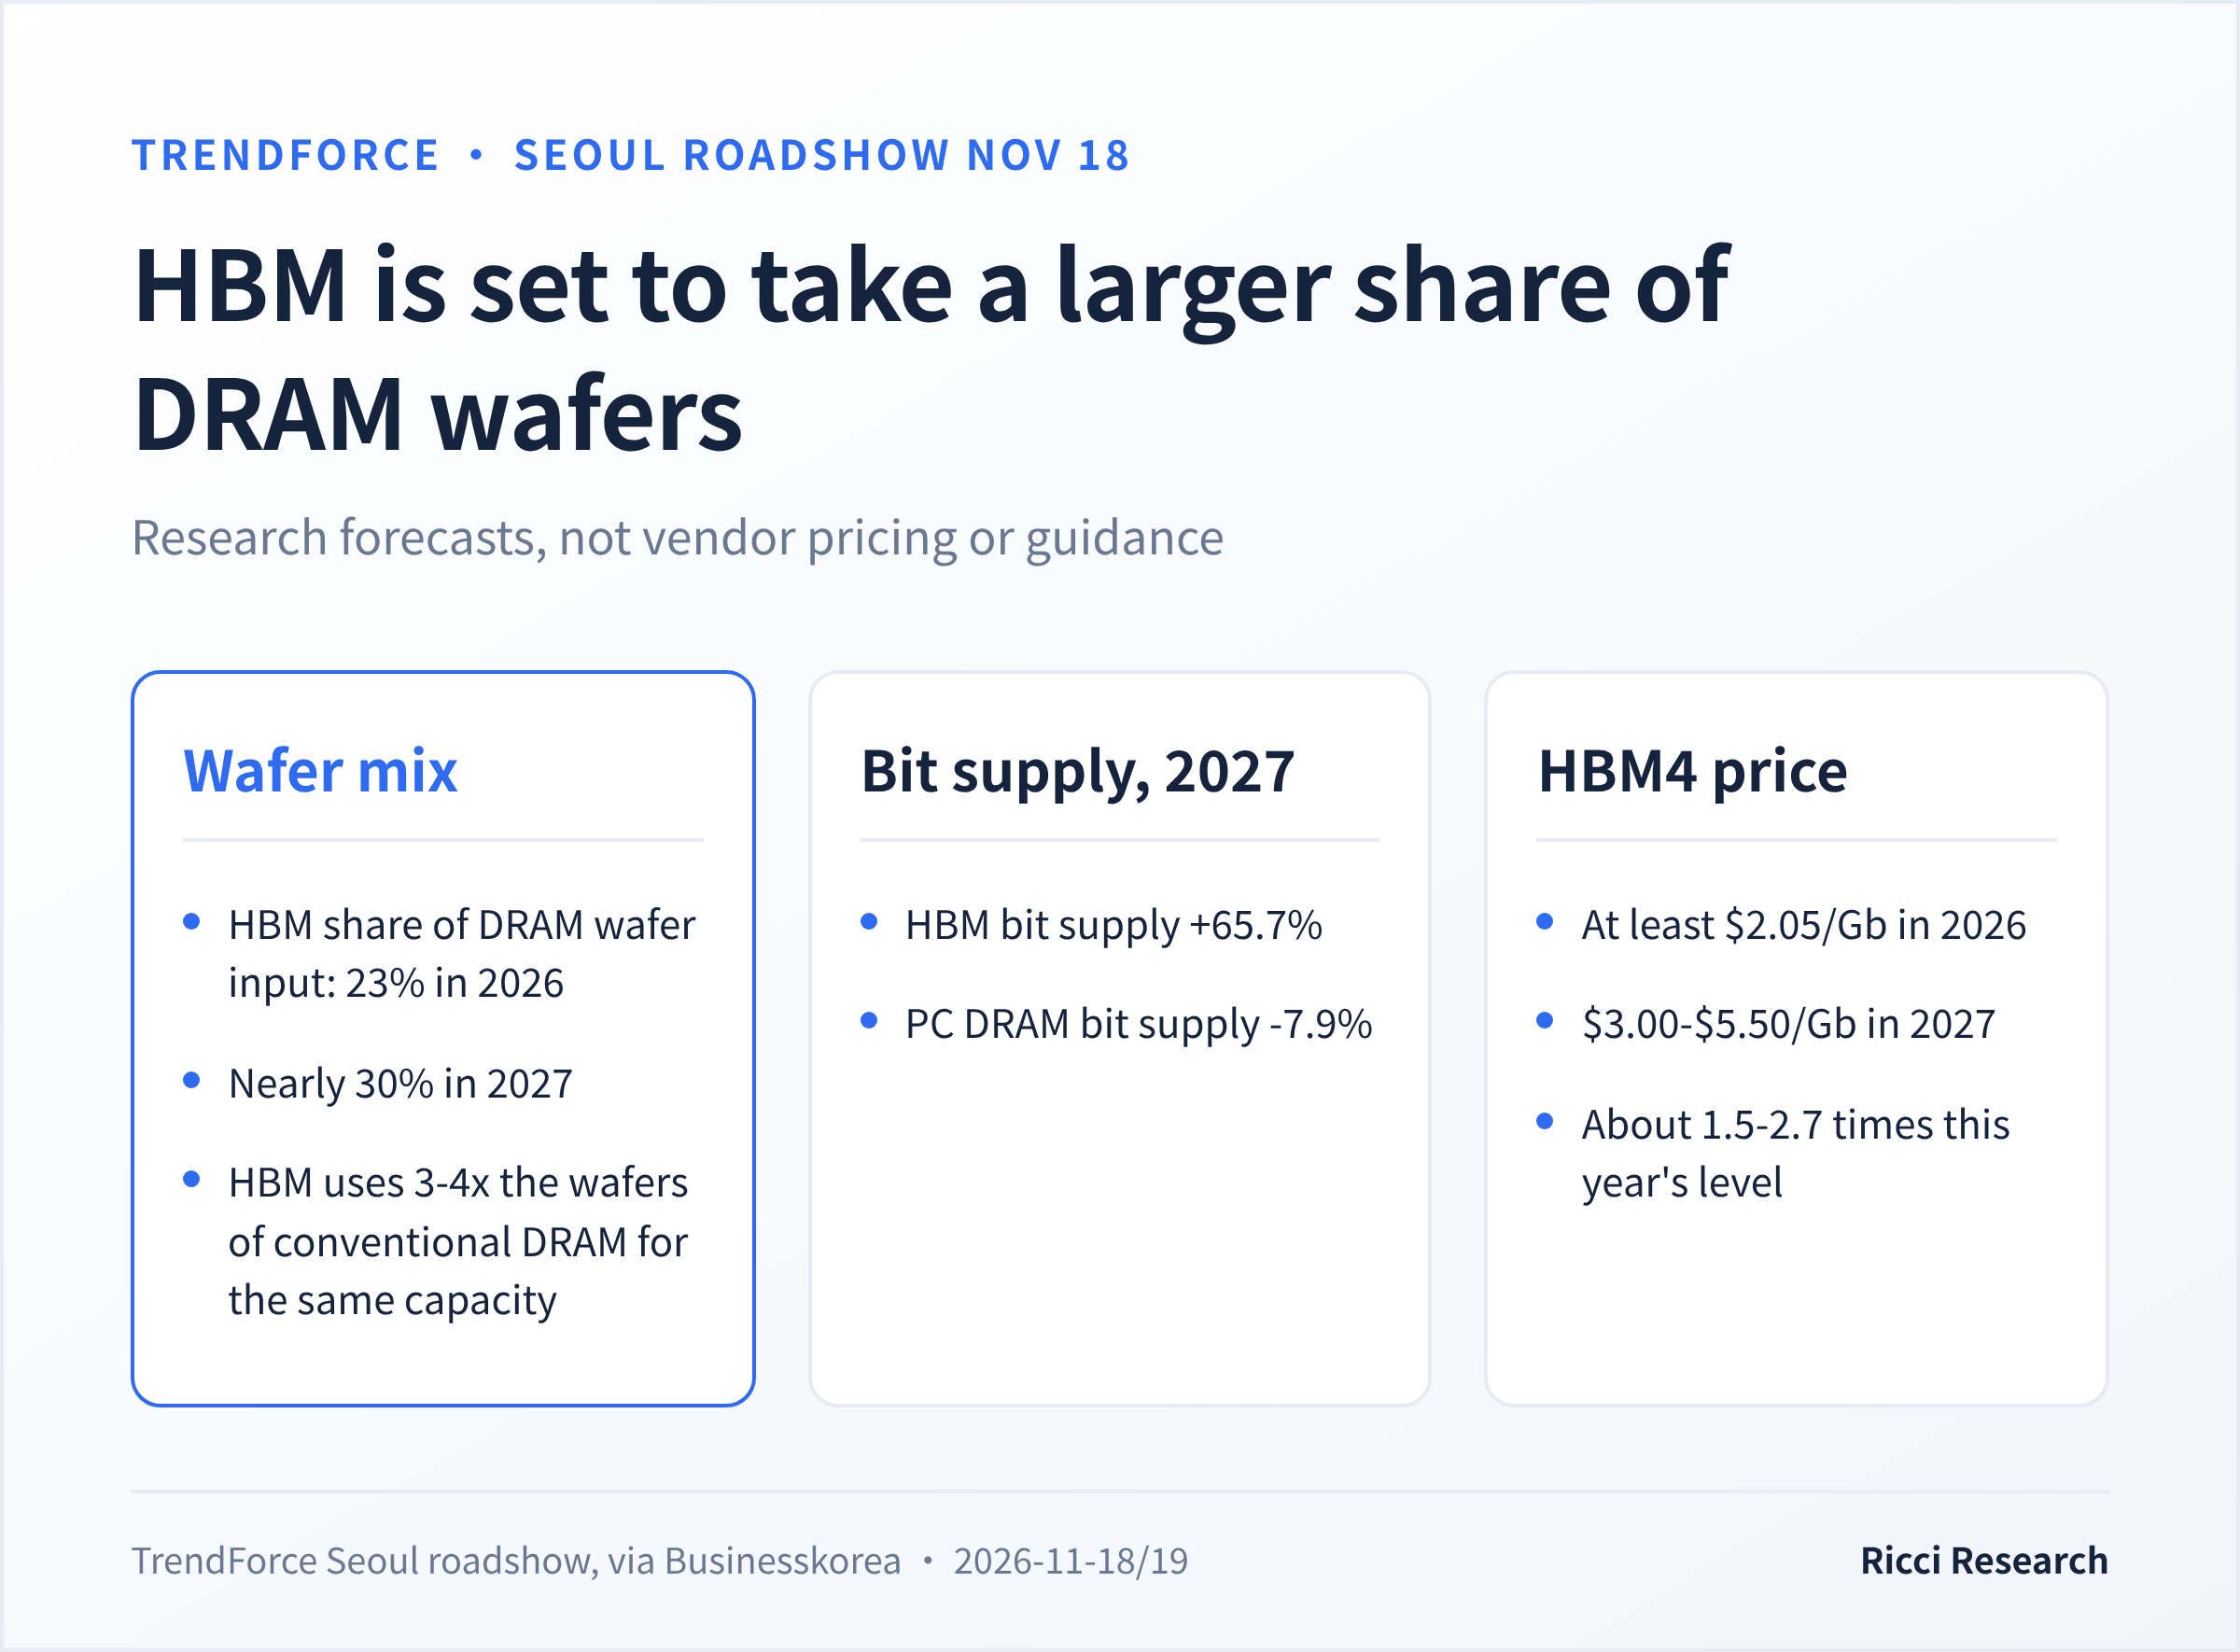 TRENDFORCE • SEOUL ROADSHOW NOV 18
HBM is set to take a larger share of
DRAM wafers
Research forecasts, not vendor pricing or guidance
Wafer mix
• HBM share of DRAM wafer
input: 23% in 2026
• Nearly 30% in 2027
• HBM uses 3-4x the wafers
of conventional DRAM for
the same capacity
Bit supply, 2027
• HBM bit supply +65.7%
• PC DRAM bit supply -7.9%
HBM4 price
• At least $2.05/Gb in 2026
• $3.00-$5.50/Gb in 2027
• About 1.5-2.7 times this
year's level
TrendForce Seoul roadshow, via Businesskorea • 2026-11-18/19
Ricci Research